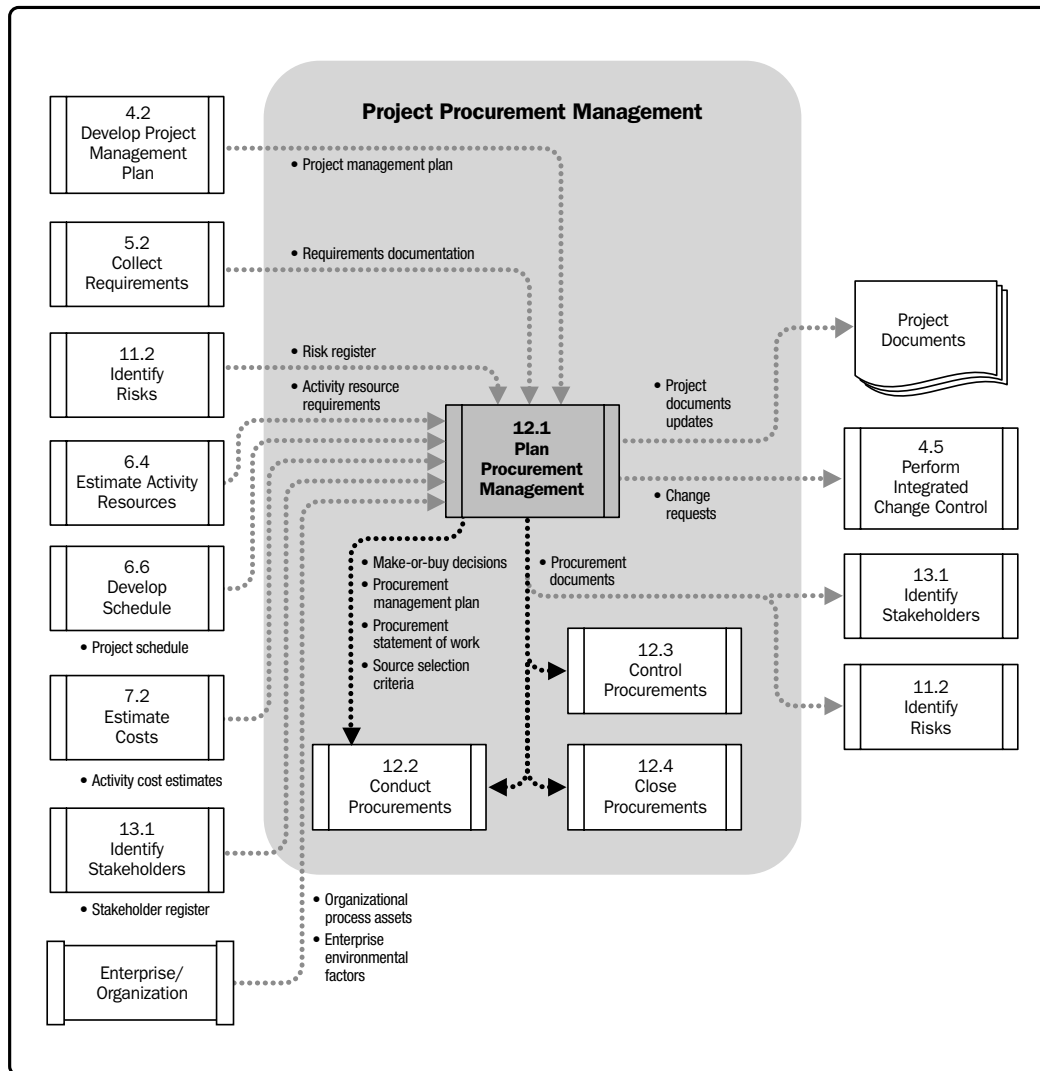 Project Procurement Management
4.2
Develop Project
Management
Plan
• Project management plan
5.2
Collect
Requirements
• Requirements documentation
11.2
Identify
Risks
• Risk register
• Activity resource
requirements
6.4
Estimate Activity
Resources
6.6
Develop
Schedule
• Project schedule
7.2
Estimate
Costs
• Activity cost estimates
13.1
Identify
Stakeholders
• Stakeholder register
Enterprise/
Organization
• Organizational
process assets
• Enterprise
environmental
factors
12.1
Plan
Procurement
Management
• Make-or-buy decisions
• Procurement
management plan
• Procurement
statement of work
• Source selection
criteria
• Procurement
documents
12.2
Conduct
Procurements
12.3
Control
Procurements
12.4
Close
Procurements
• Project
documents
updates
• Change
requests
Project
Documents
4.5
Perform
Integrated
Change Control
13.1
Identify
Stakeholders
11.2
Identify
Risks